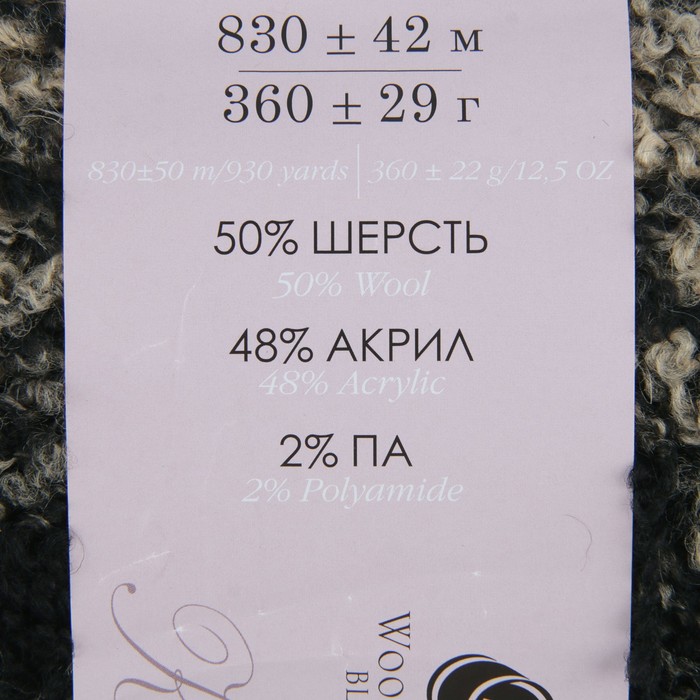 830 ± 42 м
360 ± 29 г
830±50 m/930 yards | 360 ± 22 g/12,5 OZ
50% ШЕРСТЬ
50% Wool
48% АКРИЛ
48% Acrylic
2% ПА
2% Polyamide